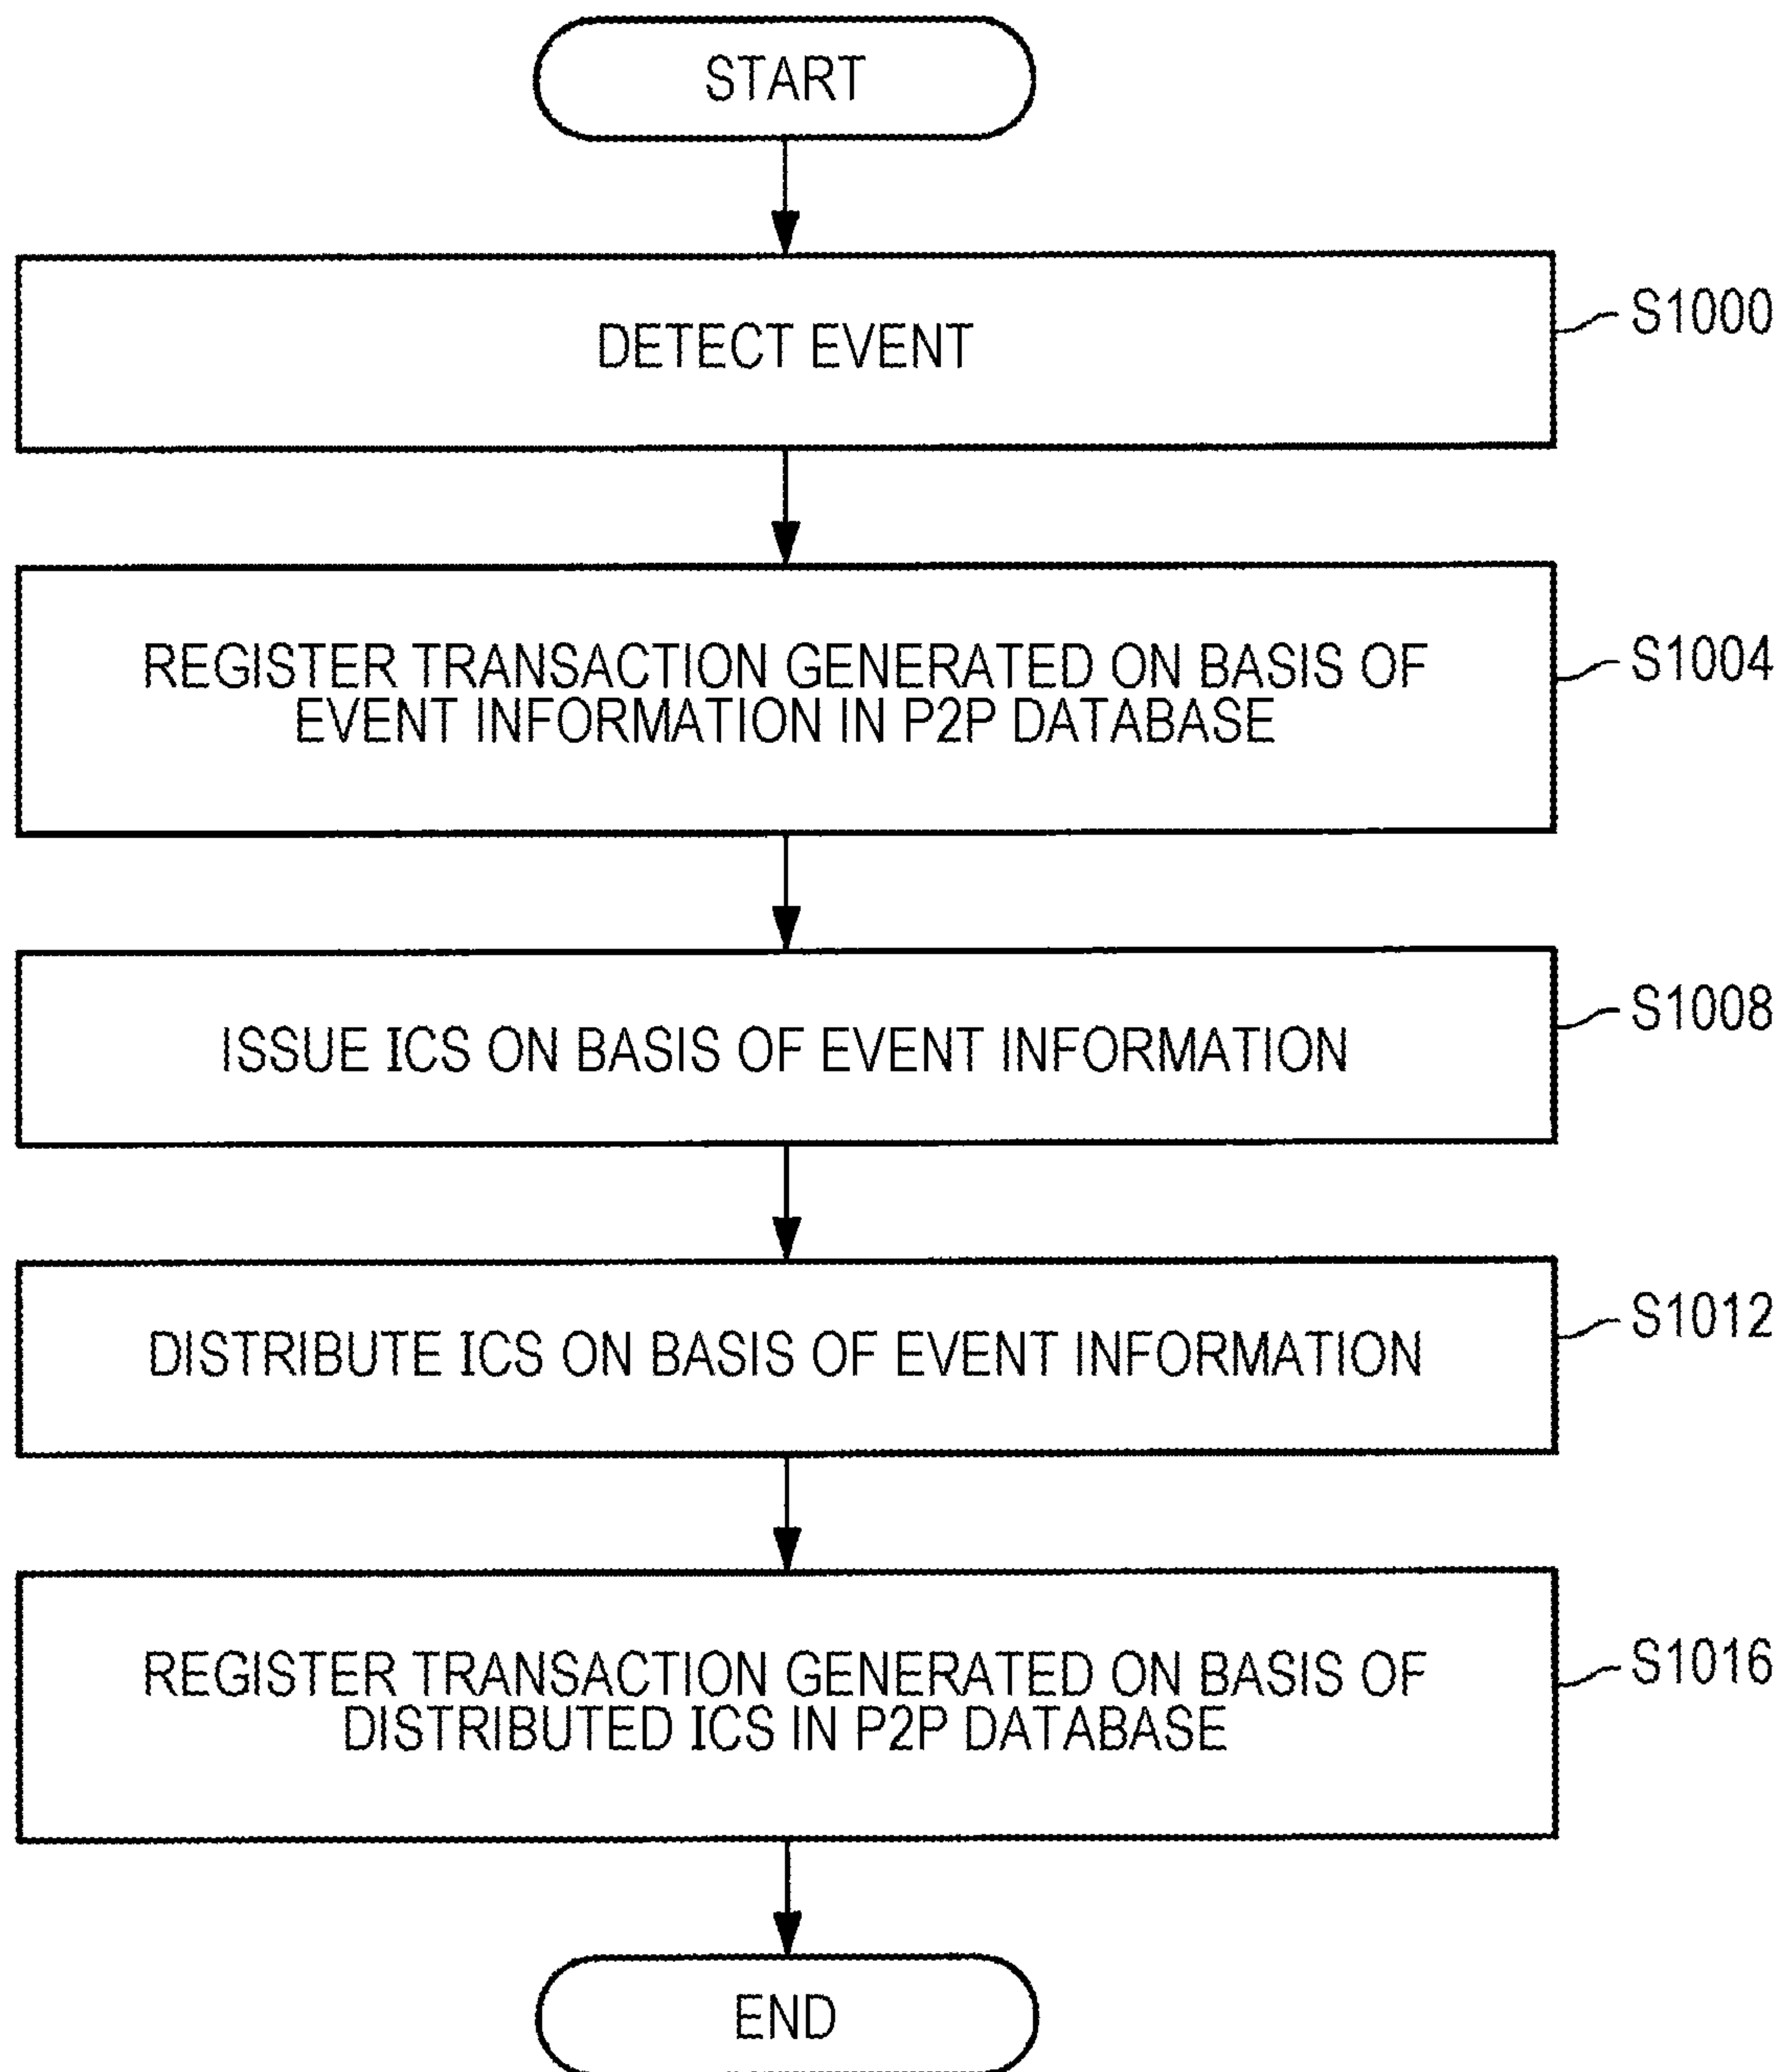 START
DETECT EVENT
S1000
REGISTER TRANSACTION GENERATED ON BASIS OF
EVENT INFORMATION IN P2P DATABASE
S1004
ISSUE ICS ON BASIS OF EVENT INFORMATION
S1008
DISTRIBUTE ICS ON BASIS OF EVENT INFORMATION
S1012
REGISTER TRANSACTION GENERATED ON BASIS OF
DISTRIBUTED ICS IN P2P DATABASE
S1016
END